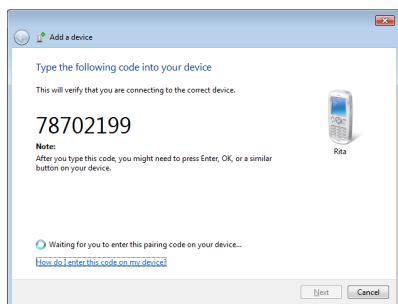 Add a device
Type the following code into your device
This will verify that you are connecting to the correct device.
78702199
Note:
After you type this code, you might need to press Enter, OK, or a similar
button on your device.
Rita
Waiting for you to enter this pairing code on your device...
How do I enter this code on my device?
Next
Cancel